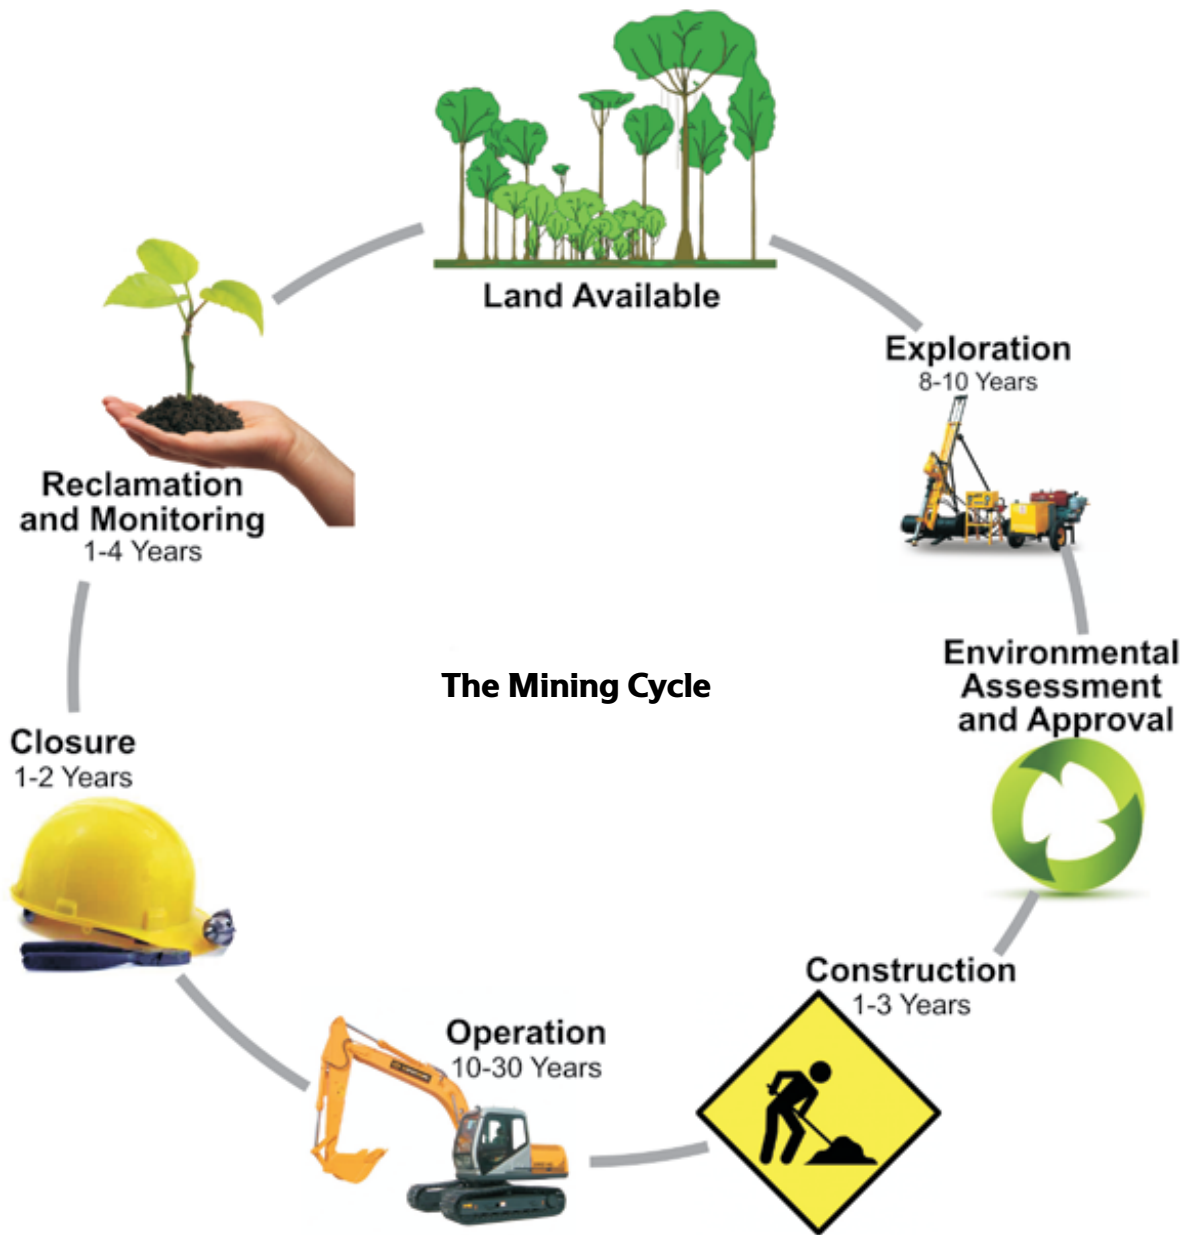 Land Available
Exploration
8-10 Years
Environmental
Assessment
and Approval
Construction
1-3 Years
Operation
10-30 Years
Closure
1-2 Years
Reclamation
and Monitoring
1-4 Years
The Mining Cycle